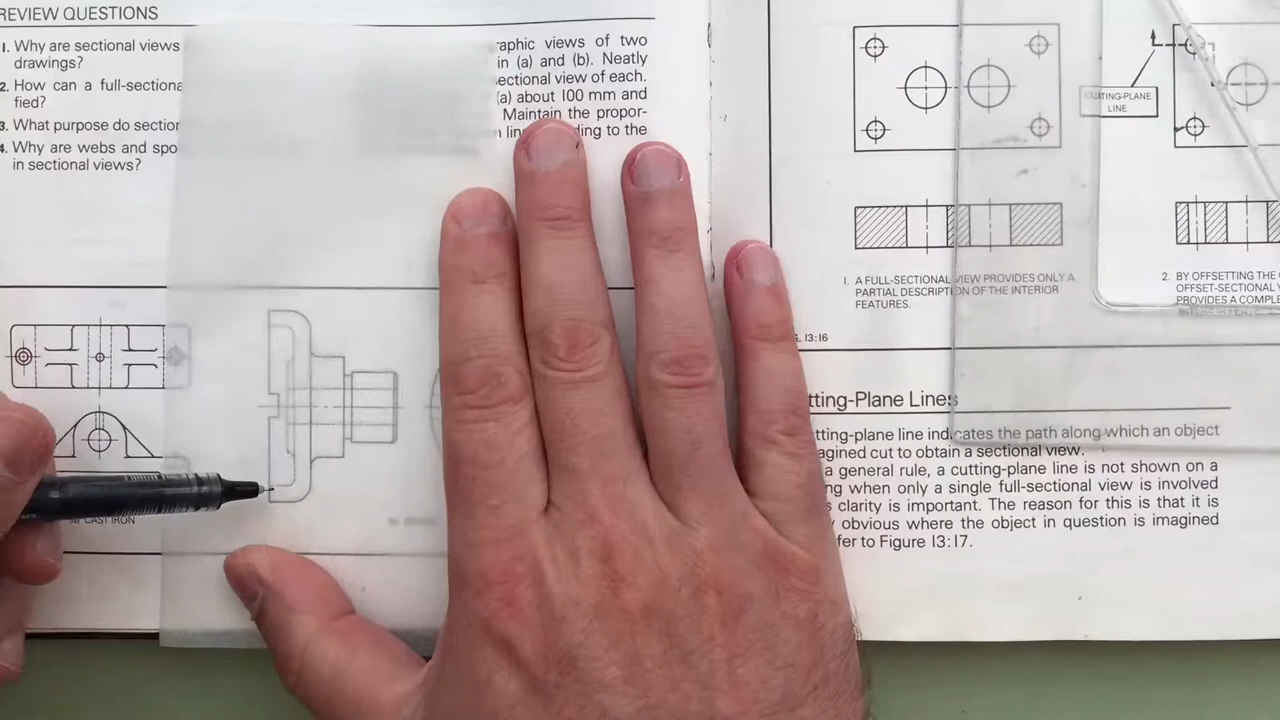 REVIEW QUESTIONS
1. Why are sectional views
drawings?
2. How can a full-sectiona
fied?
3. What purpose do section
4. Why are webs and spo
in sectional views?
raphic views of two
in (a) and (b). Neatly
ectional view of each.
(a) about 100 mm and
Maintain the propor-
ding to the
CAST IRON
CUTTING-PLANE
LINE
1. A FULL-SECTIONAL VIEW PROVIDES ONLY A
PARTIAL DESCRIPTION OF THE INTERIOR
FEATURES.
2. BY OFFSETTING THE
OFFSET-SECTIONAL
PROVIDES A COMPL
13:16
tting-Plane Lines
tting-plane line indicates the path along which an object
agined cut to obtain a sectional view.
a general rule, a cutting-plane line is not shown on a
ng when only a single full-sectional view is involved
s clarity is important. The reason for this is that it is
obvious where the object in question is imagined
fer to Figure 13:17.